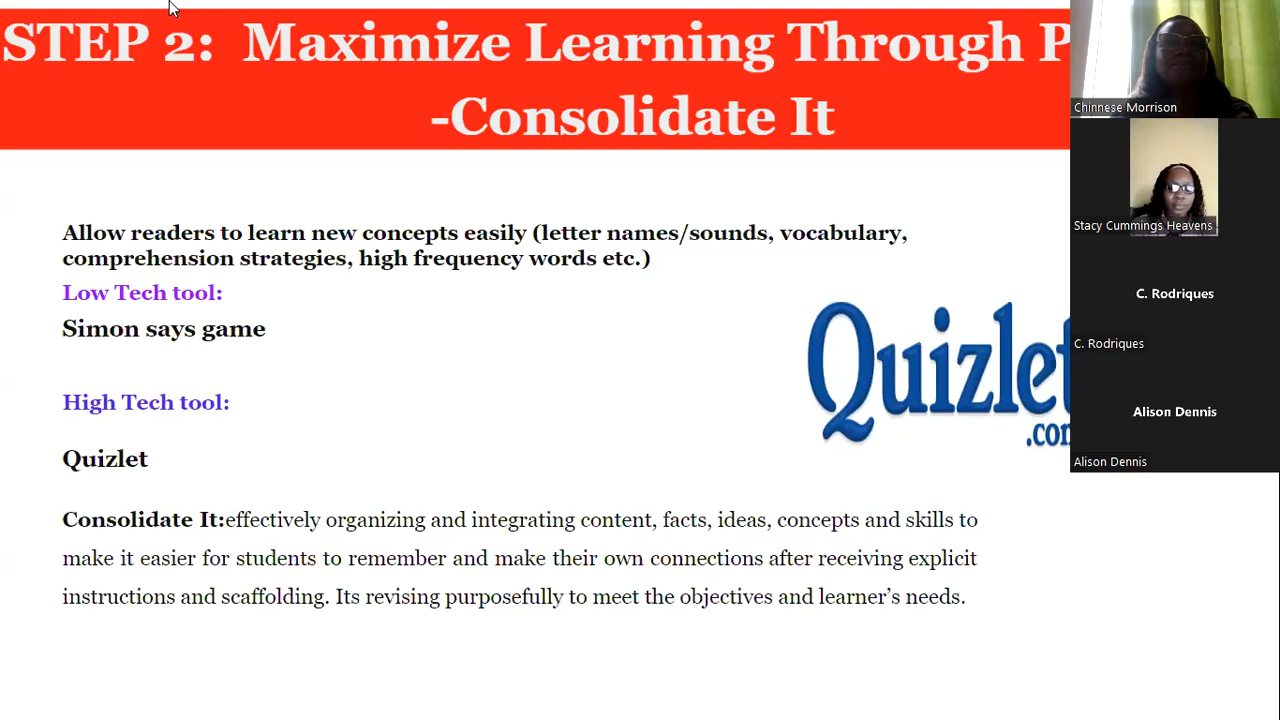 STEP 2: Maximize Learning Through
-Consolidate It
Allow readers to learn new concepts easily (letter names/sounds, vocabulary,
comprehension strategies, high frequency words etc.)
Low Tech tool:
Simon says game
High Tech tool:
Quizlet
Consolidate It:effectively organizing and integrating content, facts, ideas, concepts and skills to
make it easier for students to remember and make their own connections after receiving explicit
instructions and scaffolding. Its revising purposefully to meet the objectives and learner's needs.
Quizlet
.com
Chinnese Morrison
Stacy Cummings Heavens
C. Rodriques
C. Rodriques
Alison Dennis
Alison Dennis